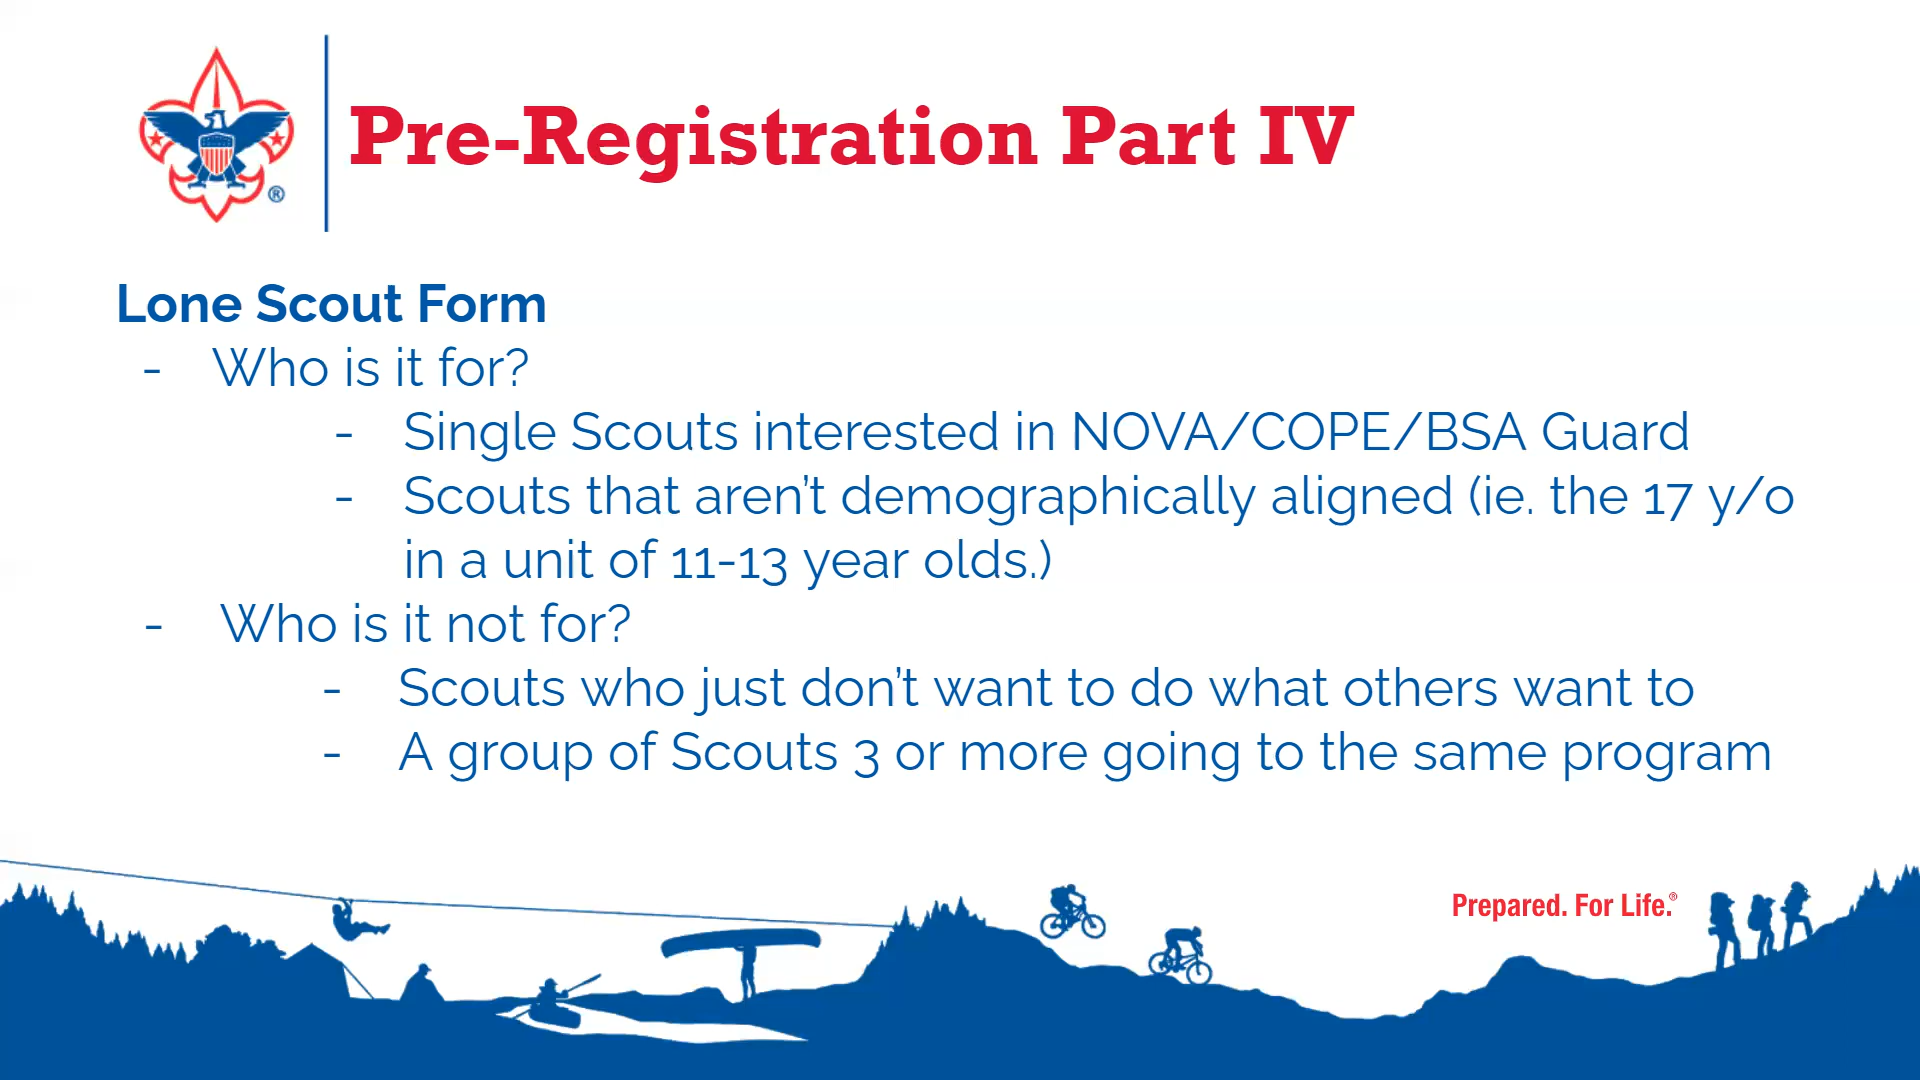 Pre-Registration Part IV
®
Lone Scout Form
- Who is it for?
- Single Scouts interested in NOVA/COPE/BSA Guard
- Scouts that aren’t demographically aligned (ie. the 17 y/o
in a unit of 11-13 year olds.)
- Who is it not for?
- Scouts who just don’t want to do what others want to
- A group of Scouts 3 or more going to the same program
Prepared. For Life.®